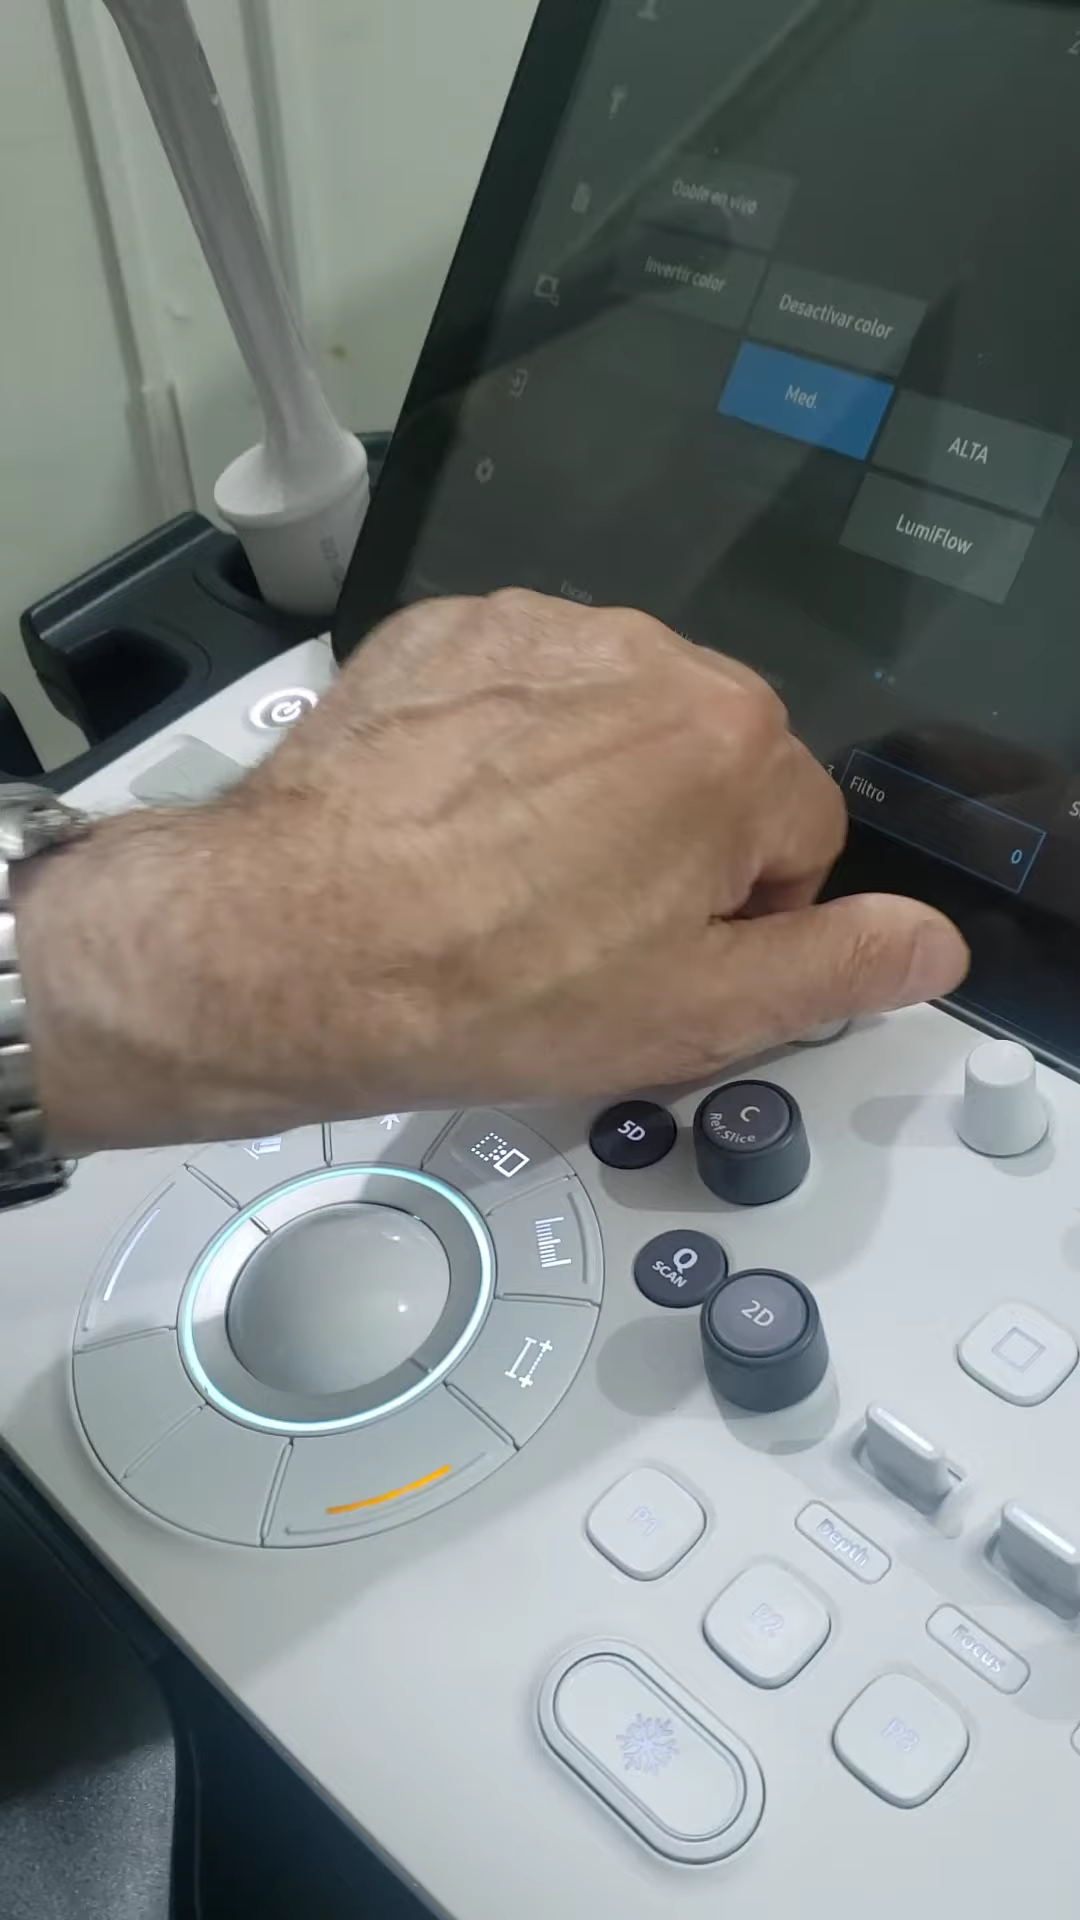 Doble en vivo
Invertir color
Desactivar color
Med.
ALTA
LumiFlow
Escala
Filtro
0
5D
C
Ref.Slice
Q
SCAN
2D
P1
Depth
P2
Focus
P3